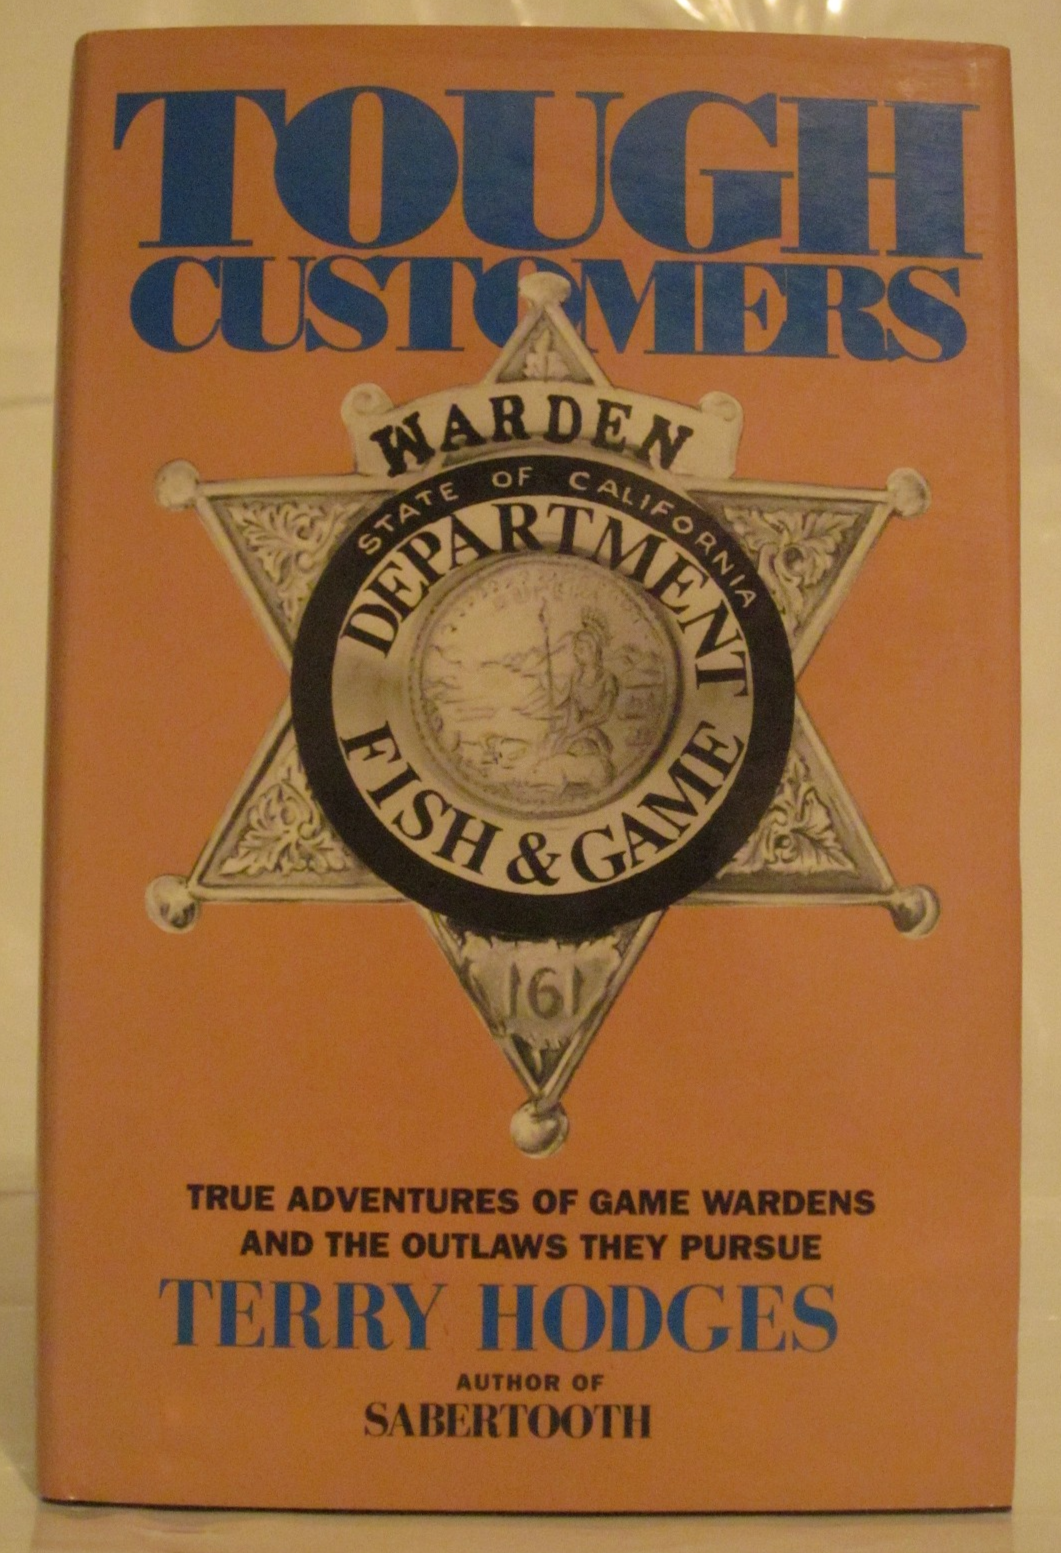 TOUGH
CUSTOMERS
WARDEN
STATE OF CALIFORNIA
DEPARTMENT
FISH & GAME
161
TRUE ADVENTURES OF GAME WARDENS
AND THE OUTLAWS THEY PURSUE
TERRY HODGES
AUTHOR OF
SABERTOOTH